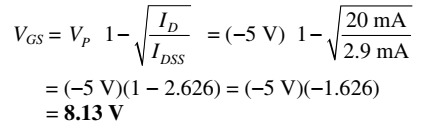 V_GS = V_P 1−√(I_D/I_DSS) = (−5 V) 1−√(20 mA/2.9 mA)
= (−5 V)(1 − 2.626) = (−5 V)(−1.626)
= 8.13 V